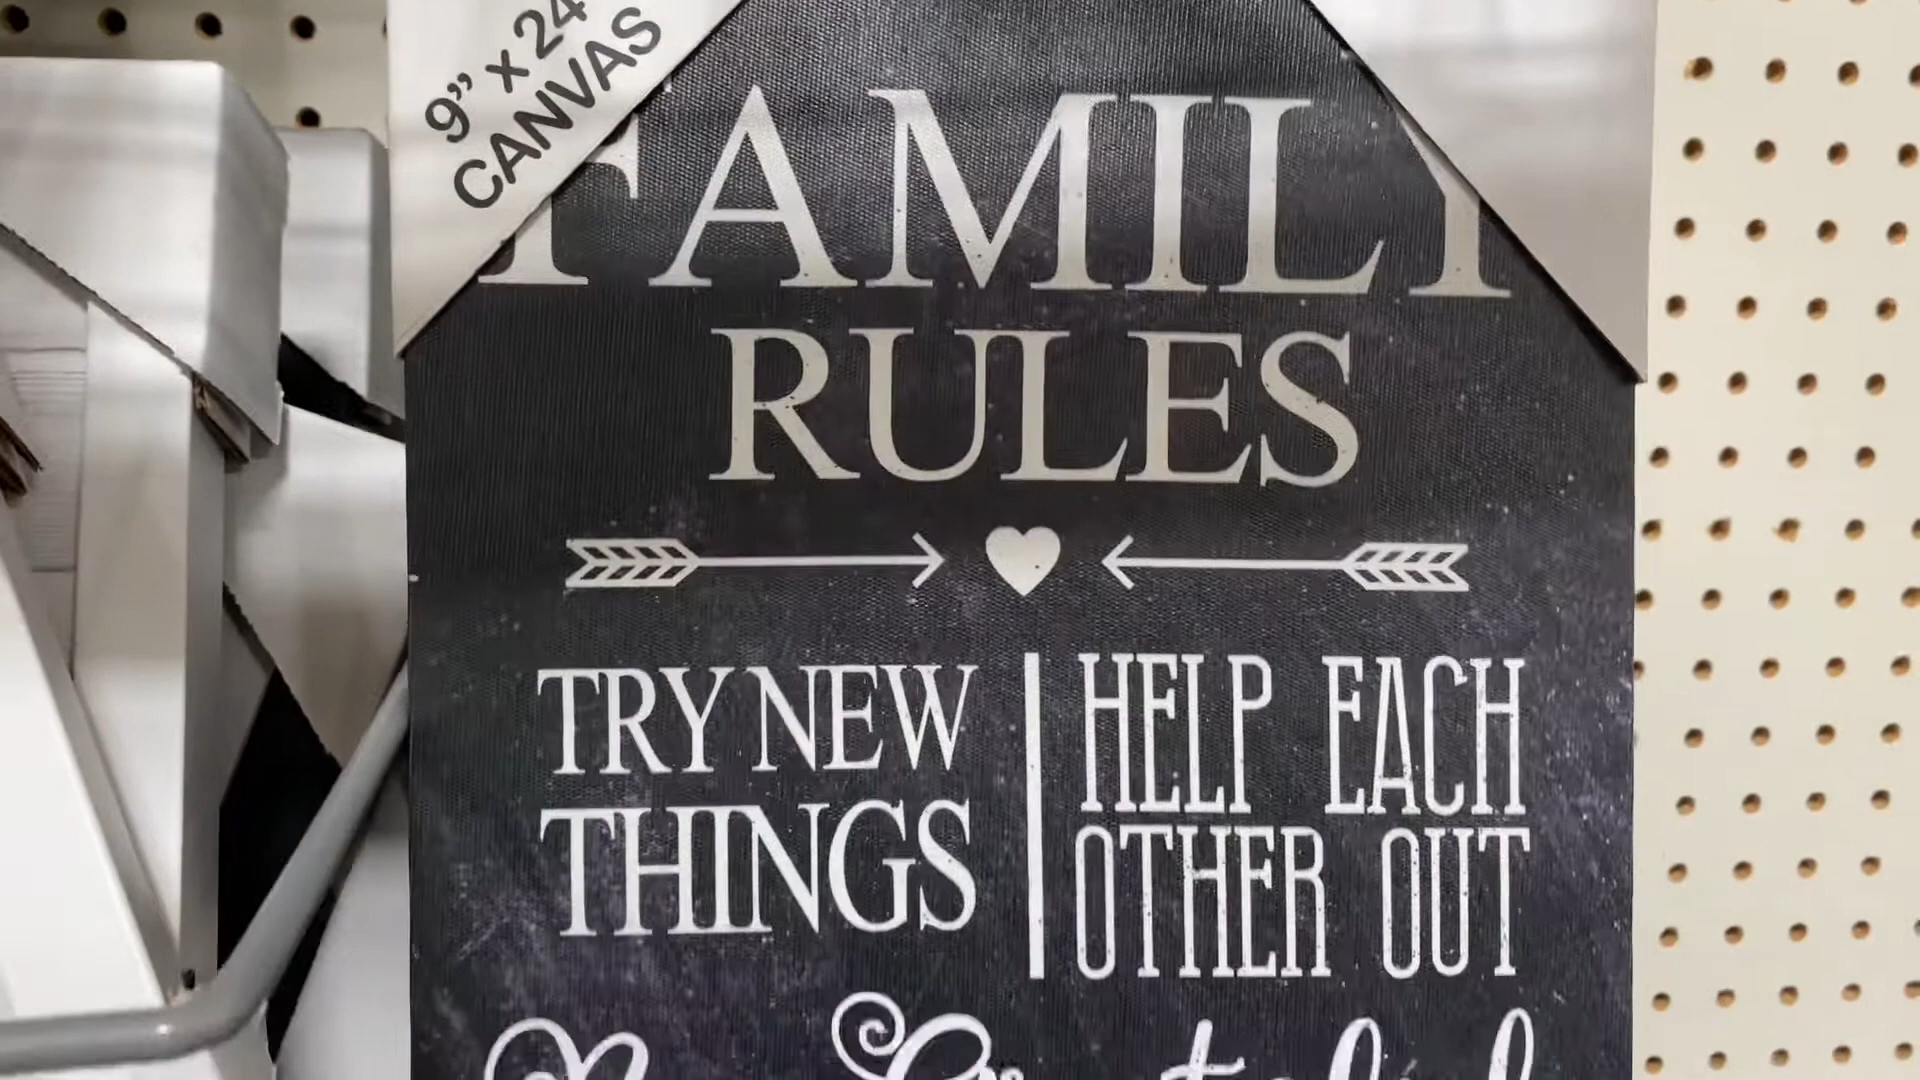 9" x 24
CANVAS
FAMILY
RULES
TRY NEW
THINGS
HELP EACH
OTHER OUT